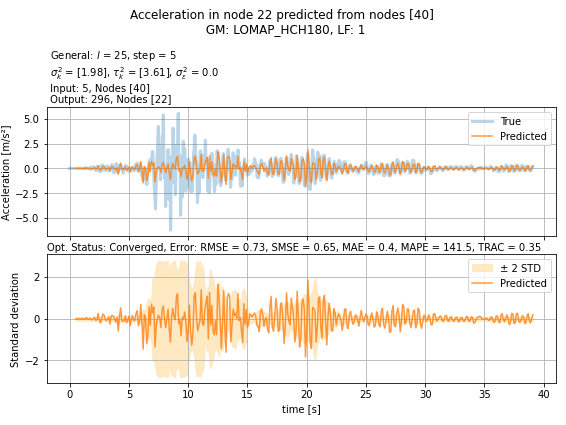 Acceleration in node 22 predicted from nodes [40]
GM: LOMAP_HCH180, LF: 1
General: l = 25, step = 5
σ²ₖ = [1.98], τ²ₖ = [3.61], σ²ε = 0.0
Input: 5, Nodes [40]
Output: 296, Nodes [22]
Acceleration [m/s²]
5.0
2.5
0.0
−2.5
−5.0
True
Predicted
Opt. Status: Converged, Error: RMSE = 0.73, SMSE = 0.65, MAE = 0.4, MAPE = 141.5, TRAC = 0.35
Standard deviation
2
0
−2
± 2 STD
Predicted
0 5 10 15 20 25 30 35 40
time [s]